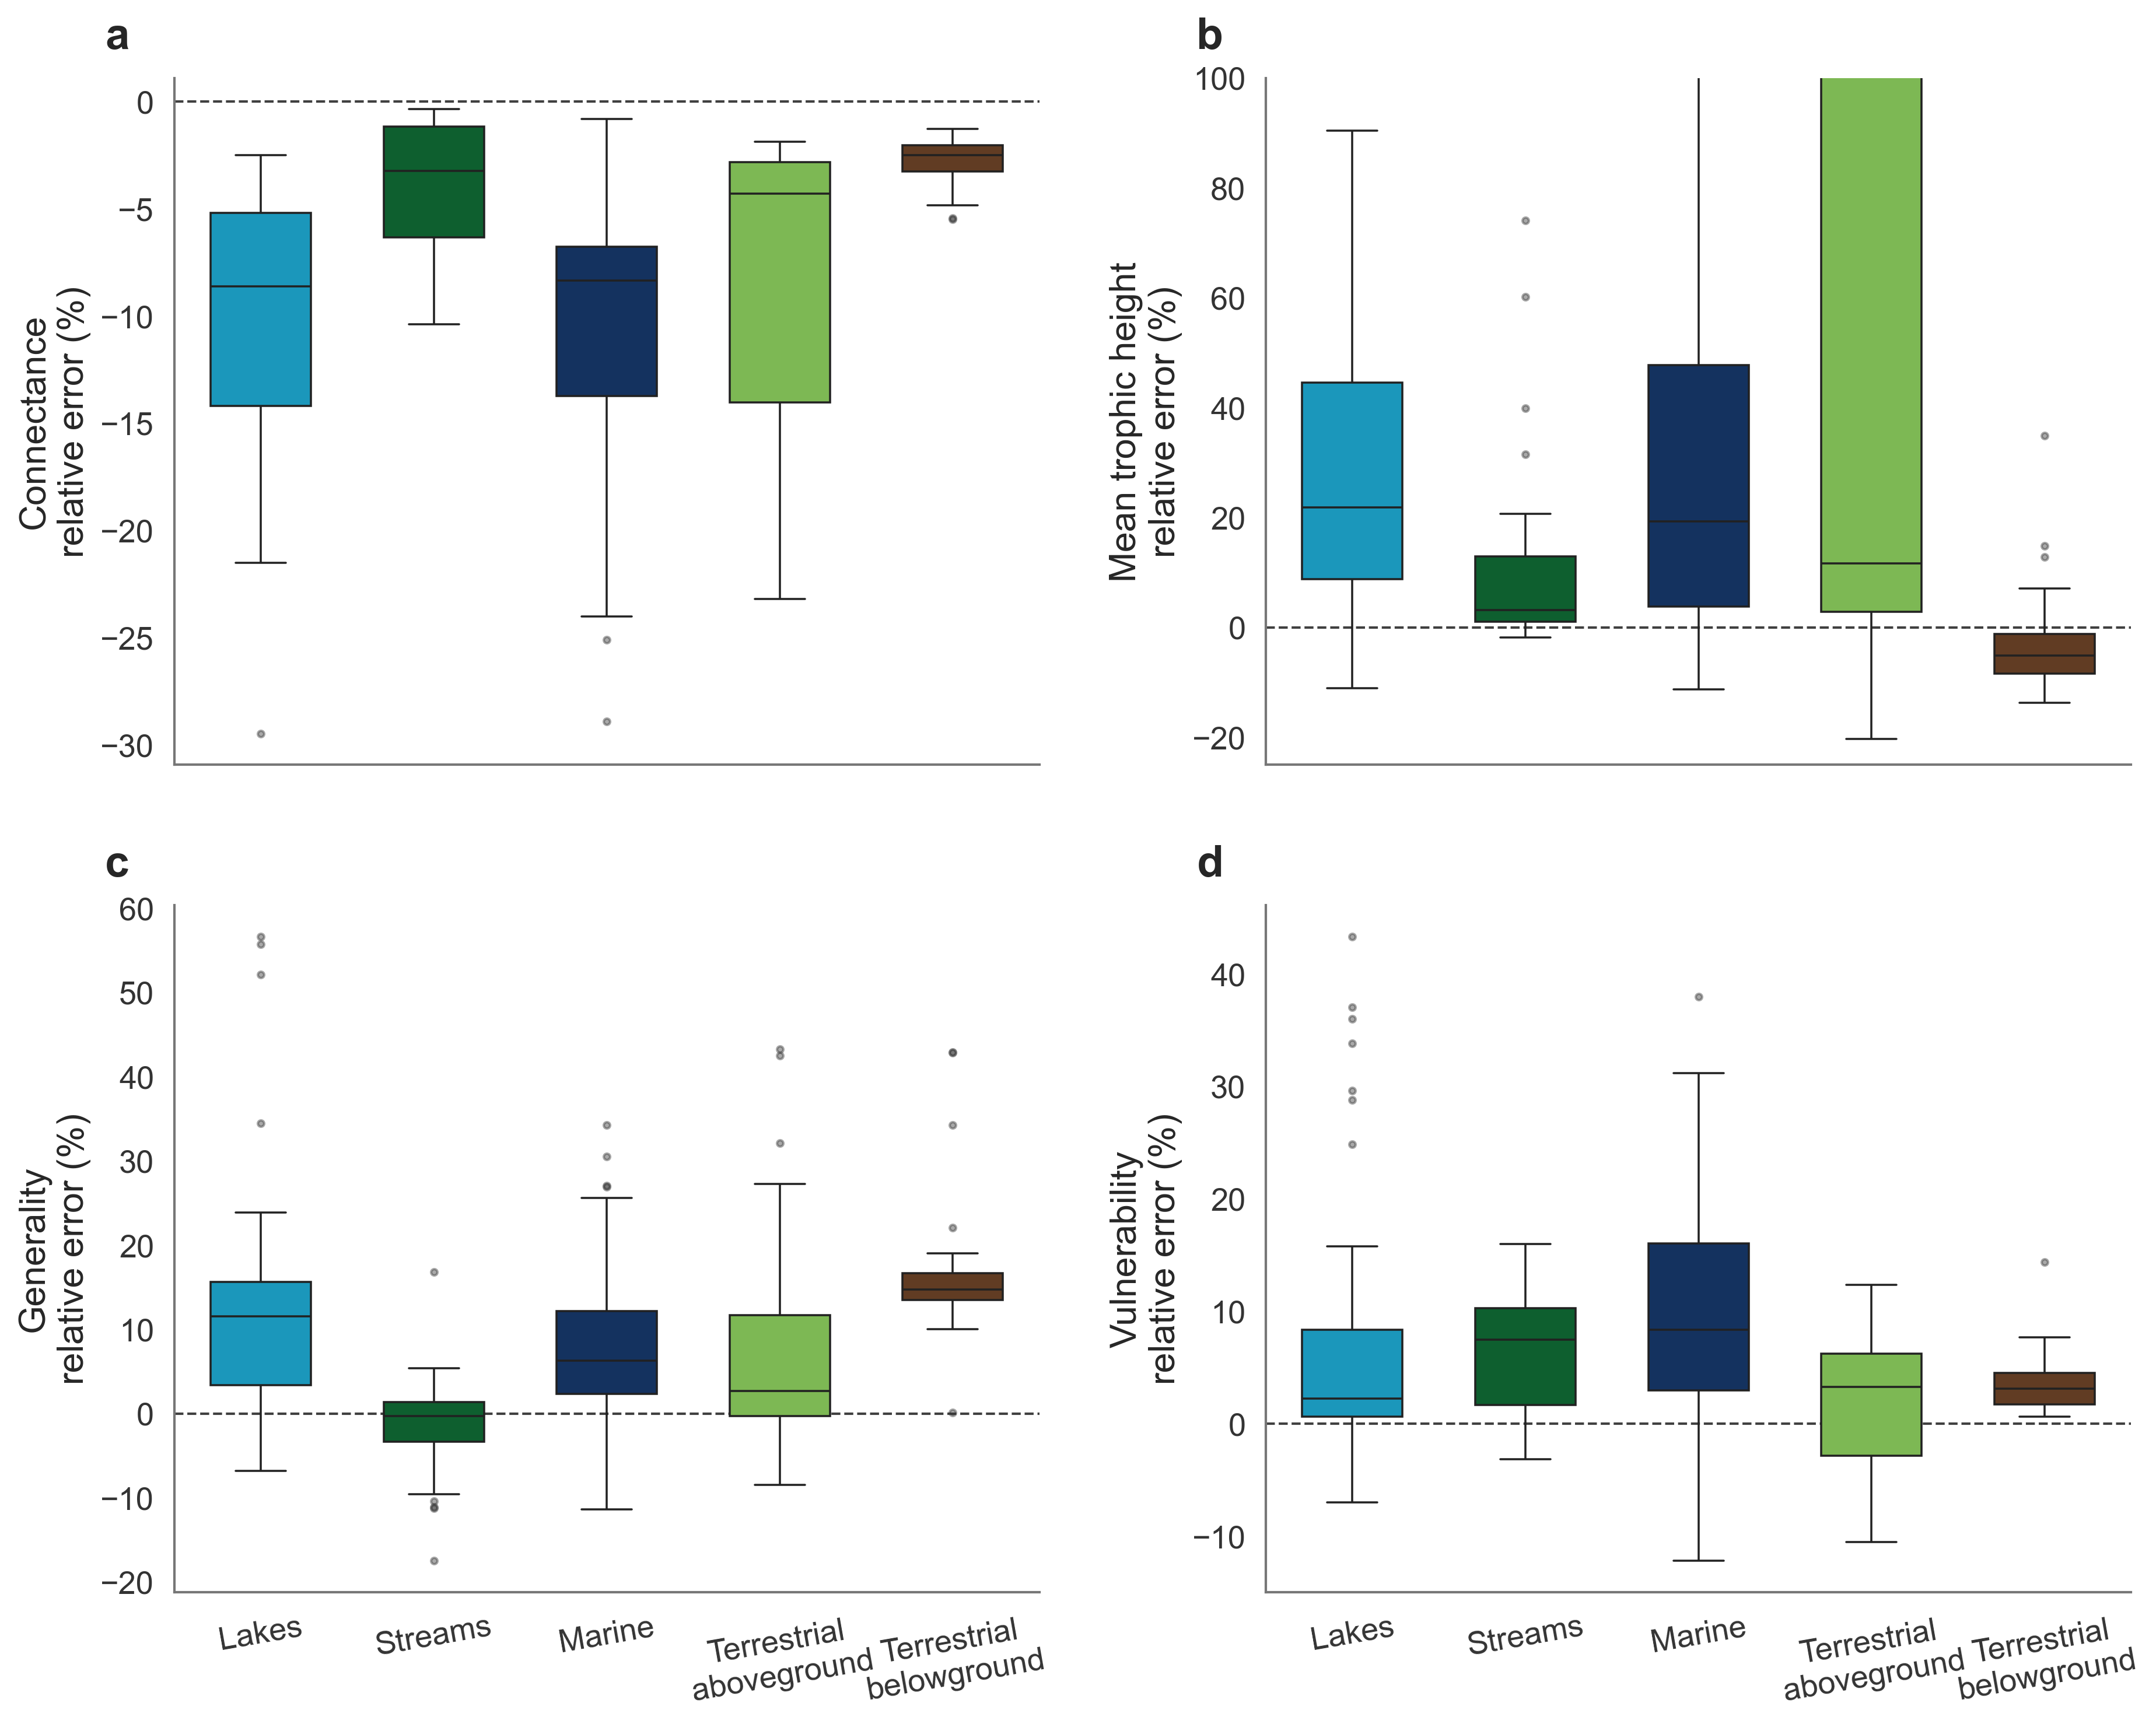 a
0
−5
−10
−15
−20
−25
−30
Connectance
relative error (%)
b
100
80
60
40
20
0
−20
Mean trophic height
relative error (%)
c
60
50
40
30
20
10
0
−10
−20
Generality
relative error (%)
Lakes
Streams
Marine
Terrestrial
aboveground
Terrestrial
belowground
d
40
30
20
10
0
−10
Vulnerability
relative error (%)
Lakes
Streams
Marine
Terrestrial
aboveground
Terrestrial
belowground